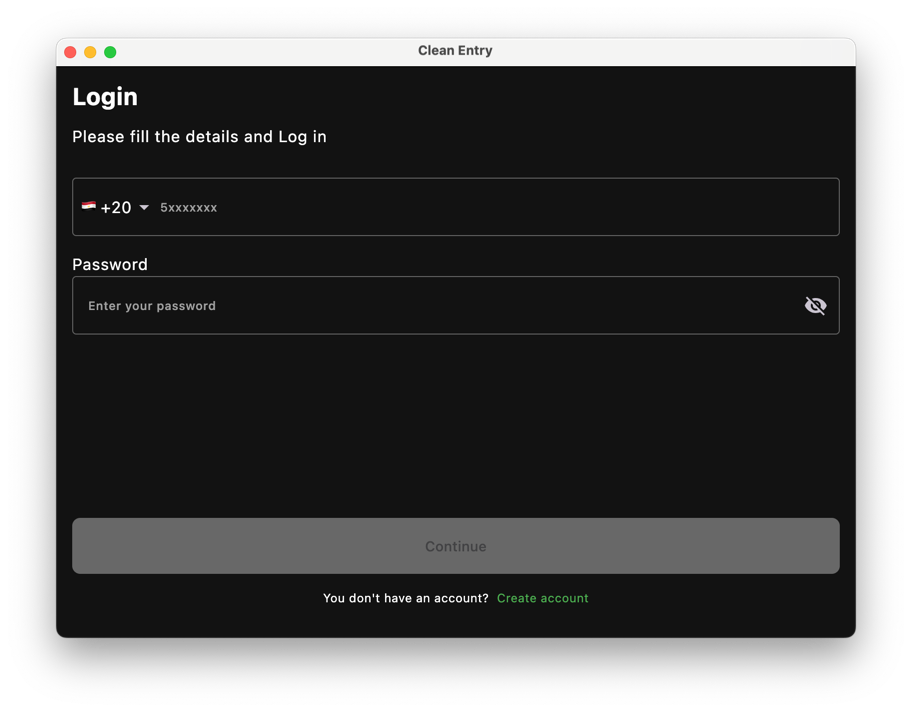 Clean Entry
Login
Please fill the details and Log in
+20 5xxxxxxx
Password
Enter your password
Continue
You don't have an account? Create account